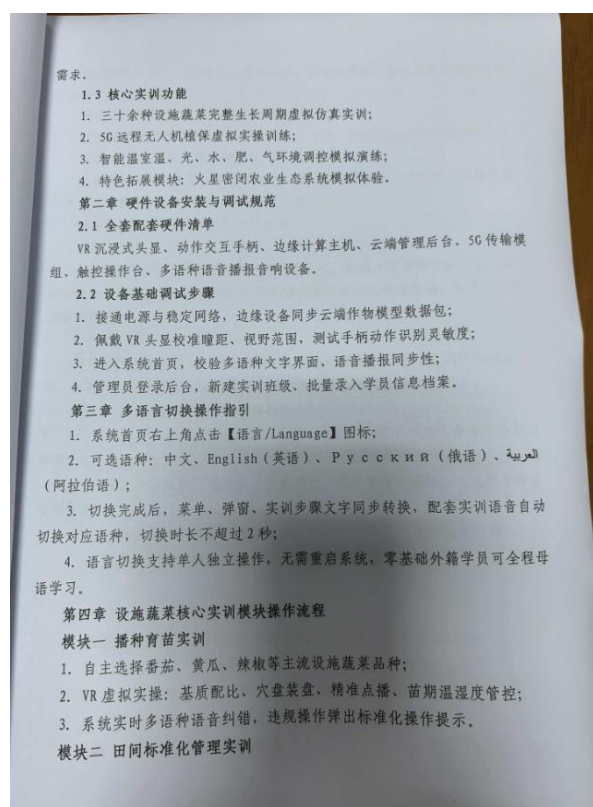 需求。
1.3 核心实训功能
1. 三十余种设施蔬菜完整生长周期虚拟仿真实训;
2. 5G 远程无人机植保虚拟实操训练;
3. 智能温室温、光、水、肥、气环境调控模拟演练;
4. 特色拓展模块: 火星密闭农业生态系统模拟体验。
第二章 硬件设备安装与调试规范
2.1 全套配套硬件清单
VR 沉浸式头显、动作交互手柄、边缘计算主机、云端管理后台、5G 传输模
组、触控操作台、多语种语音播报音响设备。
2.2 设备基础调试步骤
1. 接通电源与稳定网络，边缘设备同步云端作物模型数据包;
2. 佩戴 VR 头显校准瞳距、视野范围，测试手柄动作识别灵敏度;
3. 进入系统首页，校验多语种文字界面、语音播报同步性;
4. 管理员登录后台，新建实训班级、批量录入学员信息档案。
第三章 多语言切换操作指引
1. 系统首页右上角点击【语言/Language】图标;
2. 可选语种: 中文、English(英语)、Русский(俄语)、العربية
(阿拉伯语);
3. 切换完成后，菜单、弹窗、实训步骤文字同步转换，配套实训语音自动
切换对应语种，切换时长不超过 2 秒;
4. 语言切换支持单人独立操作，无需重启系统，零基础外籍学员可全程母
语学习。
第四章 设施蔬菜核心实训模块操作流程
模块一 播种育苗实训
1. 自主选择番茄、黄瓜、辣椒等主流设施蔬菜品种;
2. VR 虚拟实操: 基质配比、穴盘装盘、精准点播、苗期温湿度管控;
3. 系统实时多语种语音纠错，违规操作弹出标准化操作提示。
模块二 田间标准化管理实训